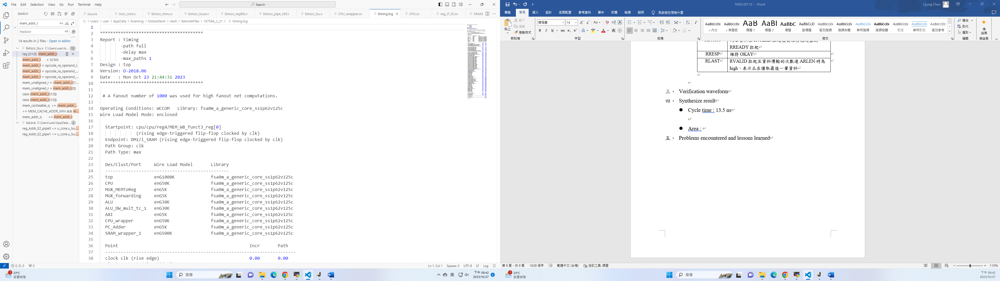 File Edit Selection View Go Run Terminal Help
Search
SEARCH
mem_addr_r
Aa
ab
Replace
AB
14 results in 2 files - Open in editor
biriscv_lsu.v C:\Users\user\A... 12
reg [31:0] mem_addr_r;
mem_addr_r = 32'b0;
mem_addr_r = opcode_ra_operand_i;
mem_addr_r = opcode_ra_operand_...
mem_addr_r = opcode_ra_operand_...
mem_unaligned_r = (mem_addr_r[1:...
mem_unaligned_r = mem_addr_r[0];
case (mem_addr_r[1:0])
case (mem_addr_r[1:0])
mem_cacheable_q <= (mem_addr_...
>= MEM_CACHE_ADDR_MIN && m...
mem_addr_q <= mem_addr_r;
isa.sva C:\Users\user\AppData... 2
reg_Addr_E2_pipe0 <= u_core.u_lsu....
reg_Addr_E2_pipe1 <= u_core.u_lsu....
isa.sva riscv_core.v biriscv_mmu.v biriscv_issue.v biriscv_regfile.v biriscv_pipe_ctrl.v biriscv_lsu.v CPU_wrapper.sv timing.log CPU.sv reg_IF_ID.sv SRAM_
C: > Users > user > AppData > Roaming > MobaXterm > slash > RemoteFiles > 197584_2_21 > timing.log
1
2 ****************************************
3 Report : timing
4 -path full
5 -delay max
6 -max_paths 1
7 Design : top
8 Version: O-2018.06
9 Date : Mon Oct 23 21:44:31 2023
10 ****************************************
11
12 # A fanout number of 1000 was used for high fanout net computations.
13
14 Operating Conditions: WCCOM Library: fsa0m_a_generic_core_ss1p62v125c
15 Wire Load Model Mode: enclosed
16
17 Startpoint: cpu/cpu/reg4/MEM_WB_funct3_reg[0]
18 (rising edge-triggered flip-flop clocked by clk)
19 Endpoint: DM1/i_SRAM (rising edge-triggered flip-flop clocked by clk)
20 Path Group: clk
21 Path Type: max
22
23 Des/Clust/Port Wire Load Model Library
24 ------------------------------------------------
25 top enG1000K fsa0m_a_generic_core_ss1p62v125c
26 CPU enG50K fsa0m_a_generic_core_ss1p62v125c
27 MUX_MEMToReg enG5K fsa0m_a_generic_core_ss1p62v125c
28 MUX_forwarding enG5K fsa0m_a_generic_core_ss1p62v125c
29 ALU enG30K fsa0m_a_generic_core_ss1p62v125c
30 ALU_DW_mult_tc_1 enG30K fsa0m_a_generic_core_ss1p62v125c
31 AXI enG5K fsa0m_a_generic_core_ss1p62v125c
32 CPU_wrapper enG50K fsa0m_a_generic_core_ss1p62v125c
33 PC_Adder enG5K fsa0m_a_generic_core_ss1p62v125c
34 SRAM_wrapper_1 enG500K fsa0m_a_generic_core_ss1p62v125c
35
36 Point Incr Path
37 --------------------------------------------------------------------------
38 clock clk (rise edge) 0.00 0.00
0 0 0
Ln 1, Col 1 Spaces: 2 UTF-8 LF Log
1 23°C
多雲時陰
搜尋
英
下午 09:42
2023/10/27
2
N26120113 - Word
Lijung Chen
檔案 常用 插入 設計 版面配置 參考資料 郵件 校閱 檢視 說明 告訴我您想做什麼
貼上
剪下
複製
複製格式
剪貼簿
標楷體 14
B I U abc
字型
段落
AaBbCcDc AaBbCcDc AaB AaBl AaBbC AaBbCcD AaBbCcDc AaBbCcDc AaBbCcDc AaBbCcDc AaBbCcDc AaBbCcDc AABBCCDD
內文 無間距 標題 1 標題 2 標題 副標題 區別強調 強調斜體 鮮明強調 強調粗體 引文 鮮明引文 區別參考
樣式
尋找
取代
選取
編輯
增益集
增益集
RREADY 拉起
RRESP 維持 OKAY
RLAST RVALID 拉起且資料傳輸的次數達 ARLEN 時為
high，表示正在讀取最後一筆資料
三、 Verification waveform
四、 Synthesize result
● Cycle time : 13.5 ns
● Area :
五、 Problems encountered and lessons learned
第 9 頁，共 9 頁 1628 個字 繁體中文 (台灣) 協助工具: 調查
110%
1 23°C
多雲時陰
搜尋
下午 09:42
2023/10/27